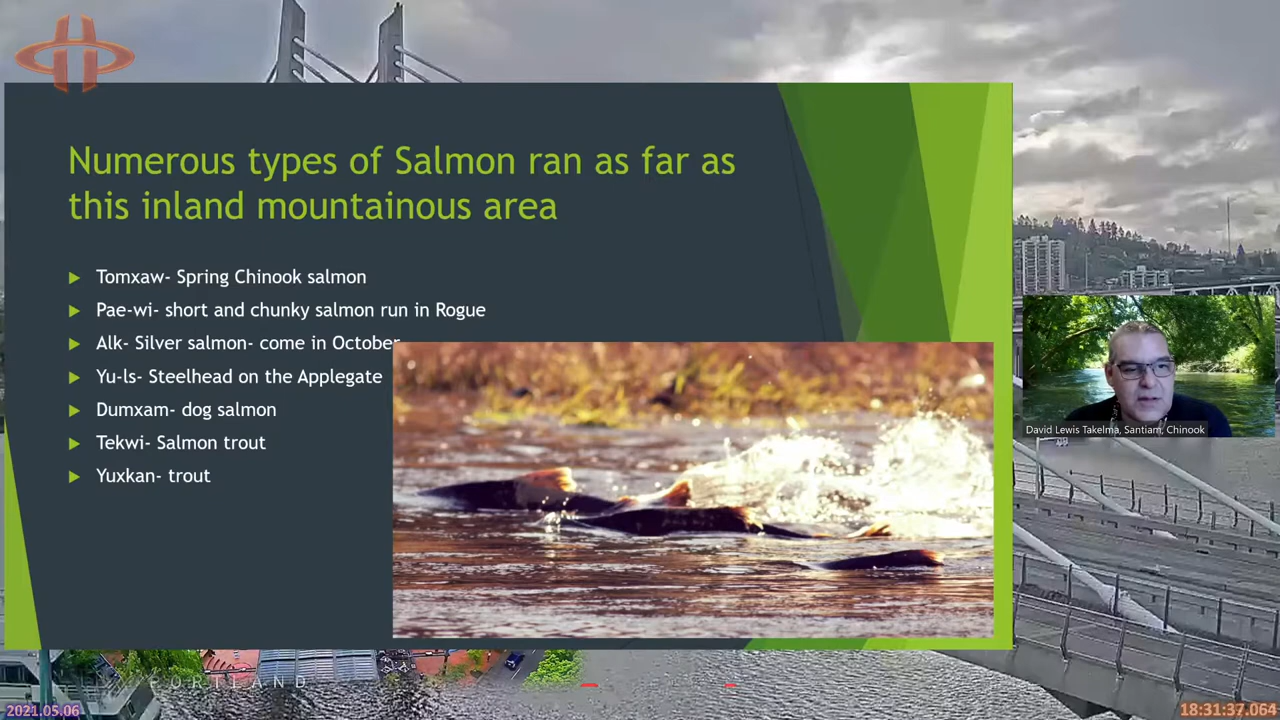 Numerous types of Salmon ran as far as
this inland mountainous area
Tomxaw- Spring Chinook salmon
Pae-wi- short and chunky salmon run in Rogue
Alk- Silver salmon- come in October
Yu-ls- Steelhead on the Applegate
Dumxam- dog salmon
Tekwi- Salmon trout
Yuxkan- trout
David Lewis Takelma, Santiam, Chinook
PORTLAND
2021.05.06
18:31:37.064